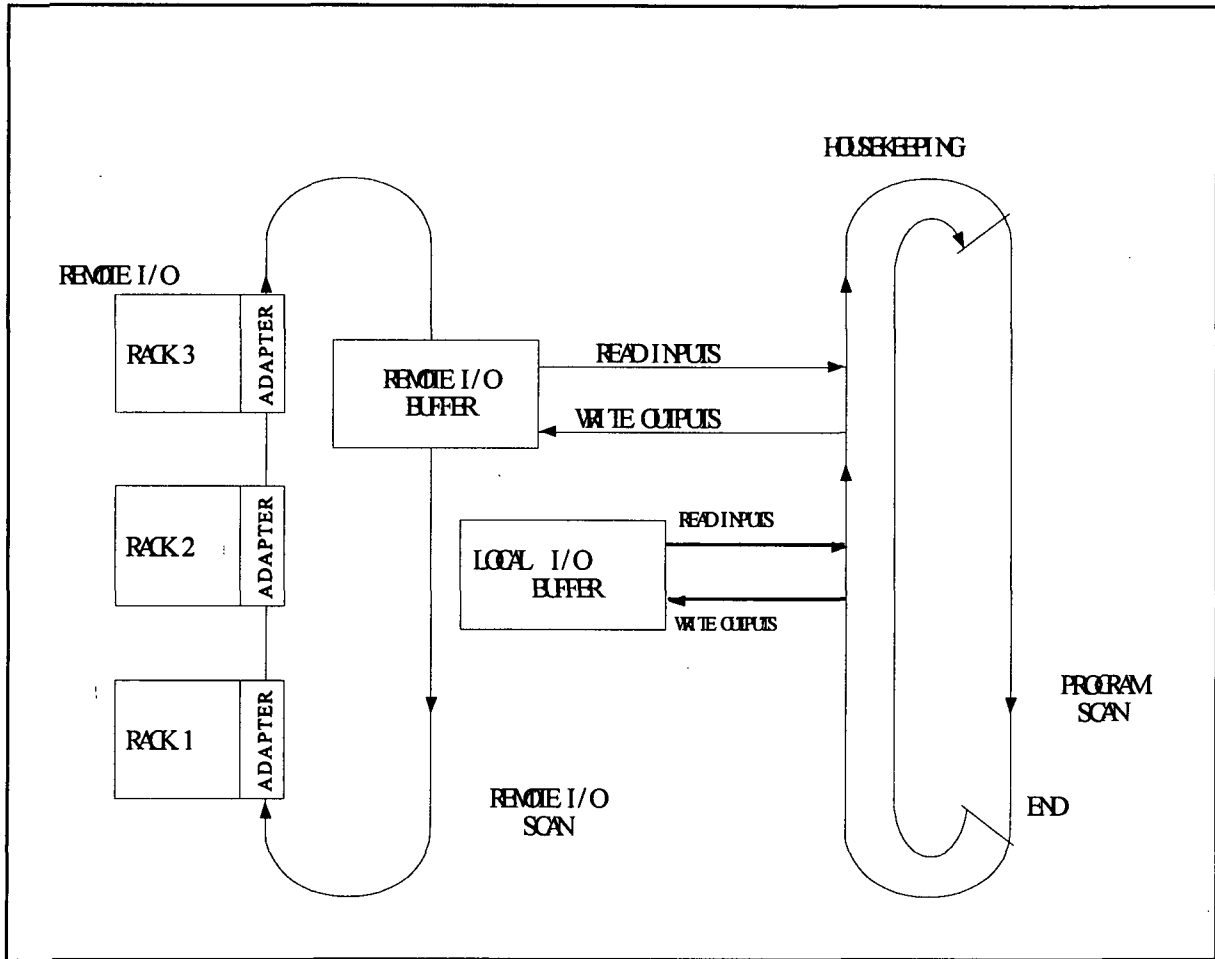 HOUSEKEEPING
REMOTE I/O
RACK 3
ADAPTER
REMOTE I/O
BUFFER
READ INPUTS
WRITE OUTPUTS
RACK 2
ADAPTER
LOCAL I/O
BUFFER
READ INPUTS
WRITE OUTPUTS
RACK 1
ADAPTER
REMOTE I/O
SCAN
PROGRAM
SCAN
END